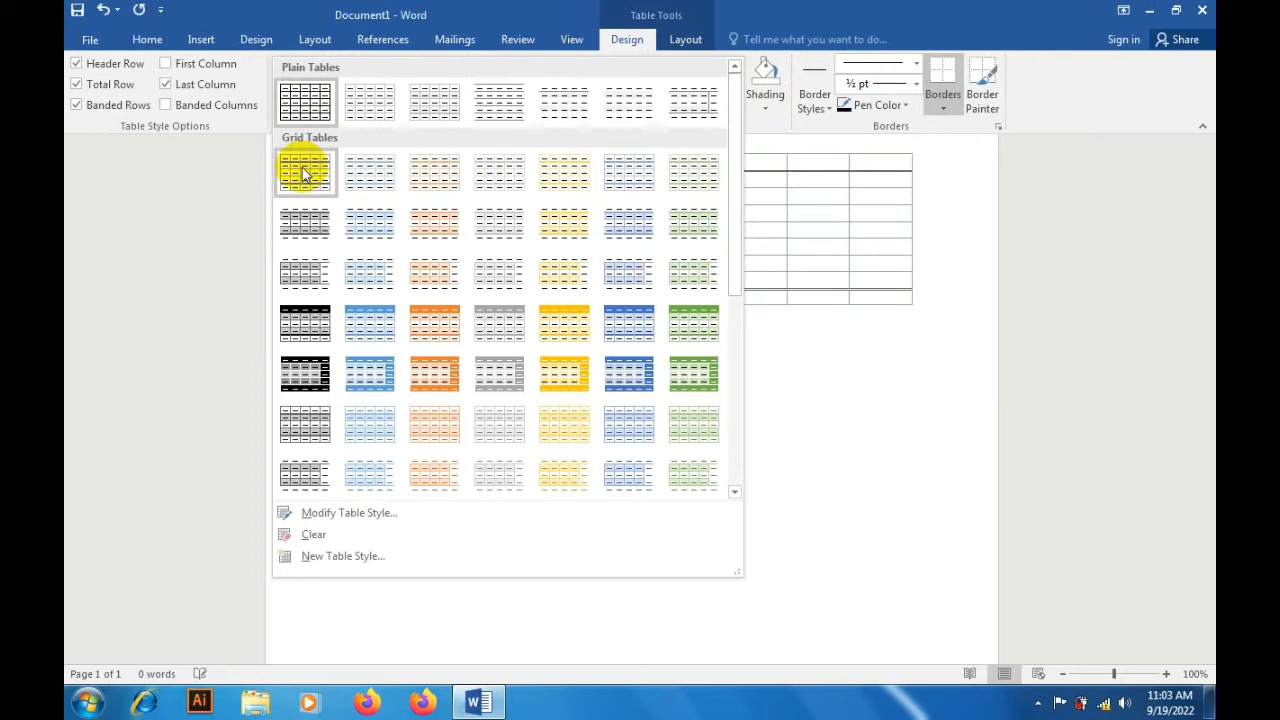 Document1 - Word
Table Tools
File Home Insert Design Layout References Mailings Review View Design Layout Tell me what you want to do... Sign in Share
Header Row First Column
Total Row Last Column
Banded Rows Banded Columns
Table Style Options
Plain Tables
Grid Tables
Modify Table Style...
Clear
New Table Style...
Shading
Border Styles
½ pt
Pen Color
Borders
Border Painter
Borders
Page 1 of 1 0 words
100%
Ai
11:03 AM
9/19/2022